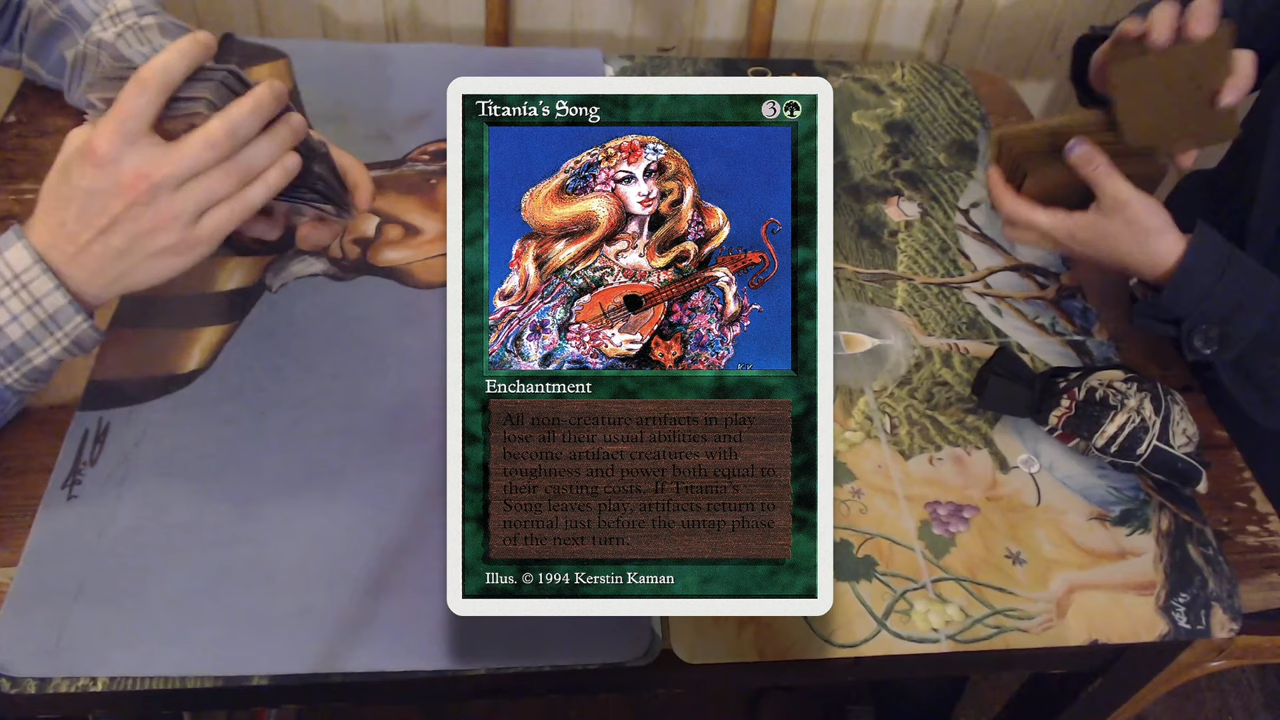 Titania's Song 3
Enchantment
All non-creature artifacts in play
lose all their usual abilities and
become artifact creatures with
toughness and power both equal to
their casting costs. If Titania's
Song leaves play, artifacts return to
normal just before the untap phase
of the next turn.
Illus. © 1994 Kerstin Kaman